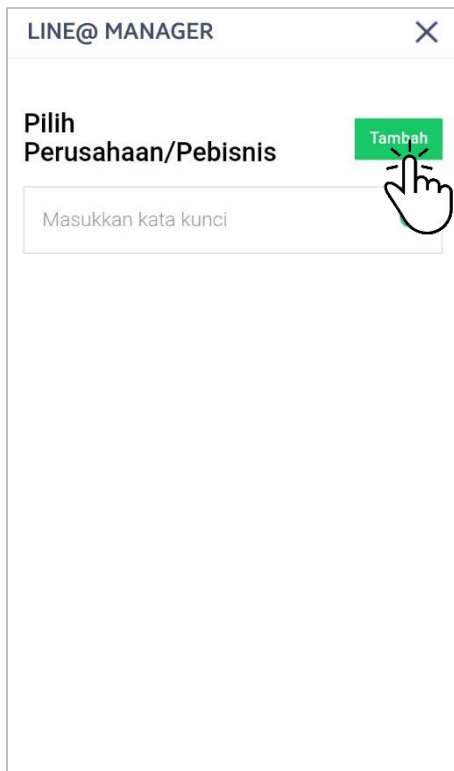 LINE@ MANAGER
Pilih
Perusahaan/Pebisnis
Tambah
Masukkan kata kunci